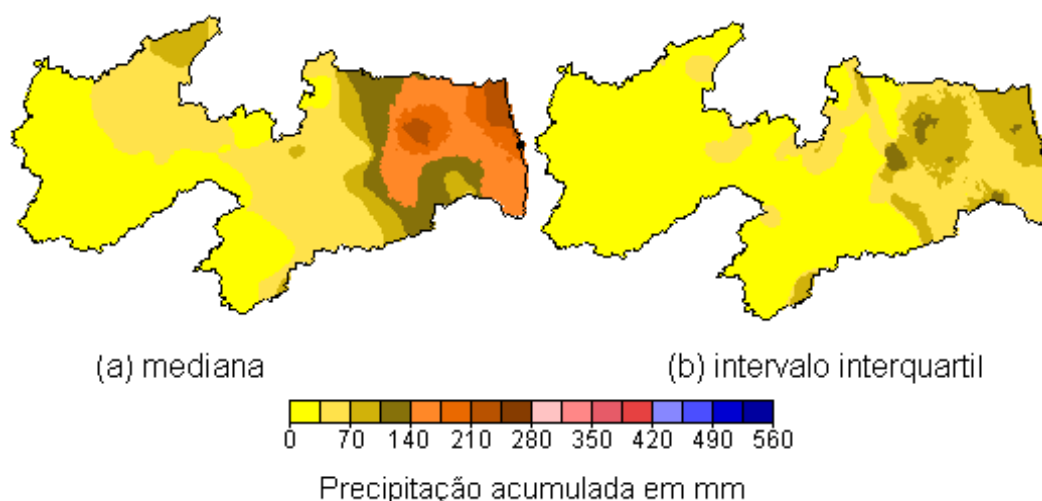 (a) mediana
(b) intervalo interquartil
0 70 140 210 280 350 420 490 560
Precipitação acumulada em mm